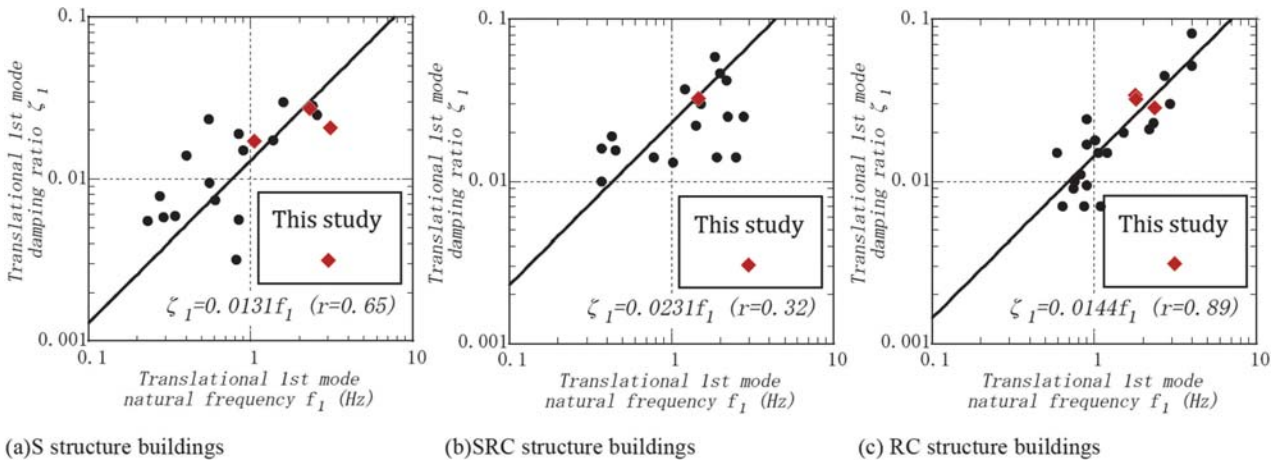 0.1
0.01
0.001
0.1
1
10
Translational 1st mode
damping ratio ζ1
This study
ζ1=0.0131f1 (r=0.65)
Translational 1st mode
natural frequency f1 (Hz)
(a)S structure buildings
0.1
0.01
0.001
0.1
1
10
Translational 1st mode
damping ratio ζ1
This study
ζ1=0.0231f1 (r=0.32)
Translational 1st mode
natural frequency f1 (Hz)
(b)SRC structure buildings
0.1
0.01
0.001
0.1
1
10
Translational 1st mode
damping ratio ζ1
This study
ζ1=0.0144f1 (r=0.89)
Translational 1st mode
natural frequency f1 (Hz)
(c) RC structure buildings